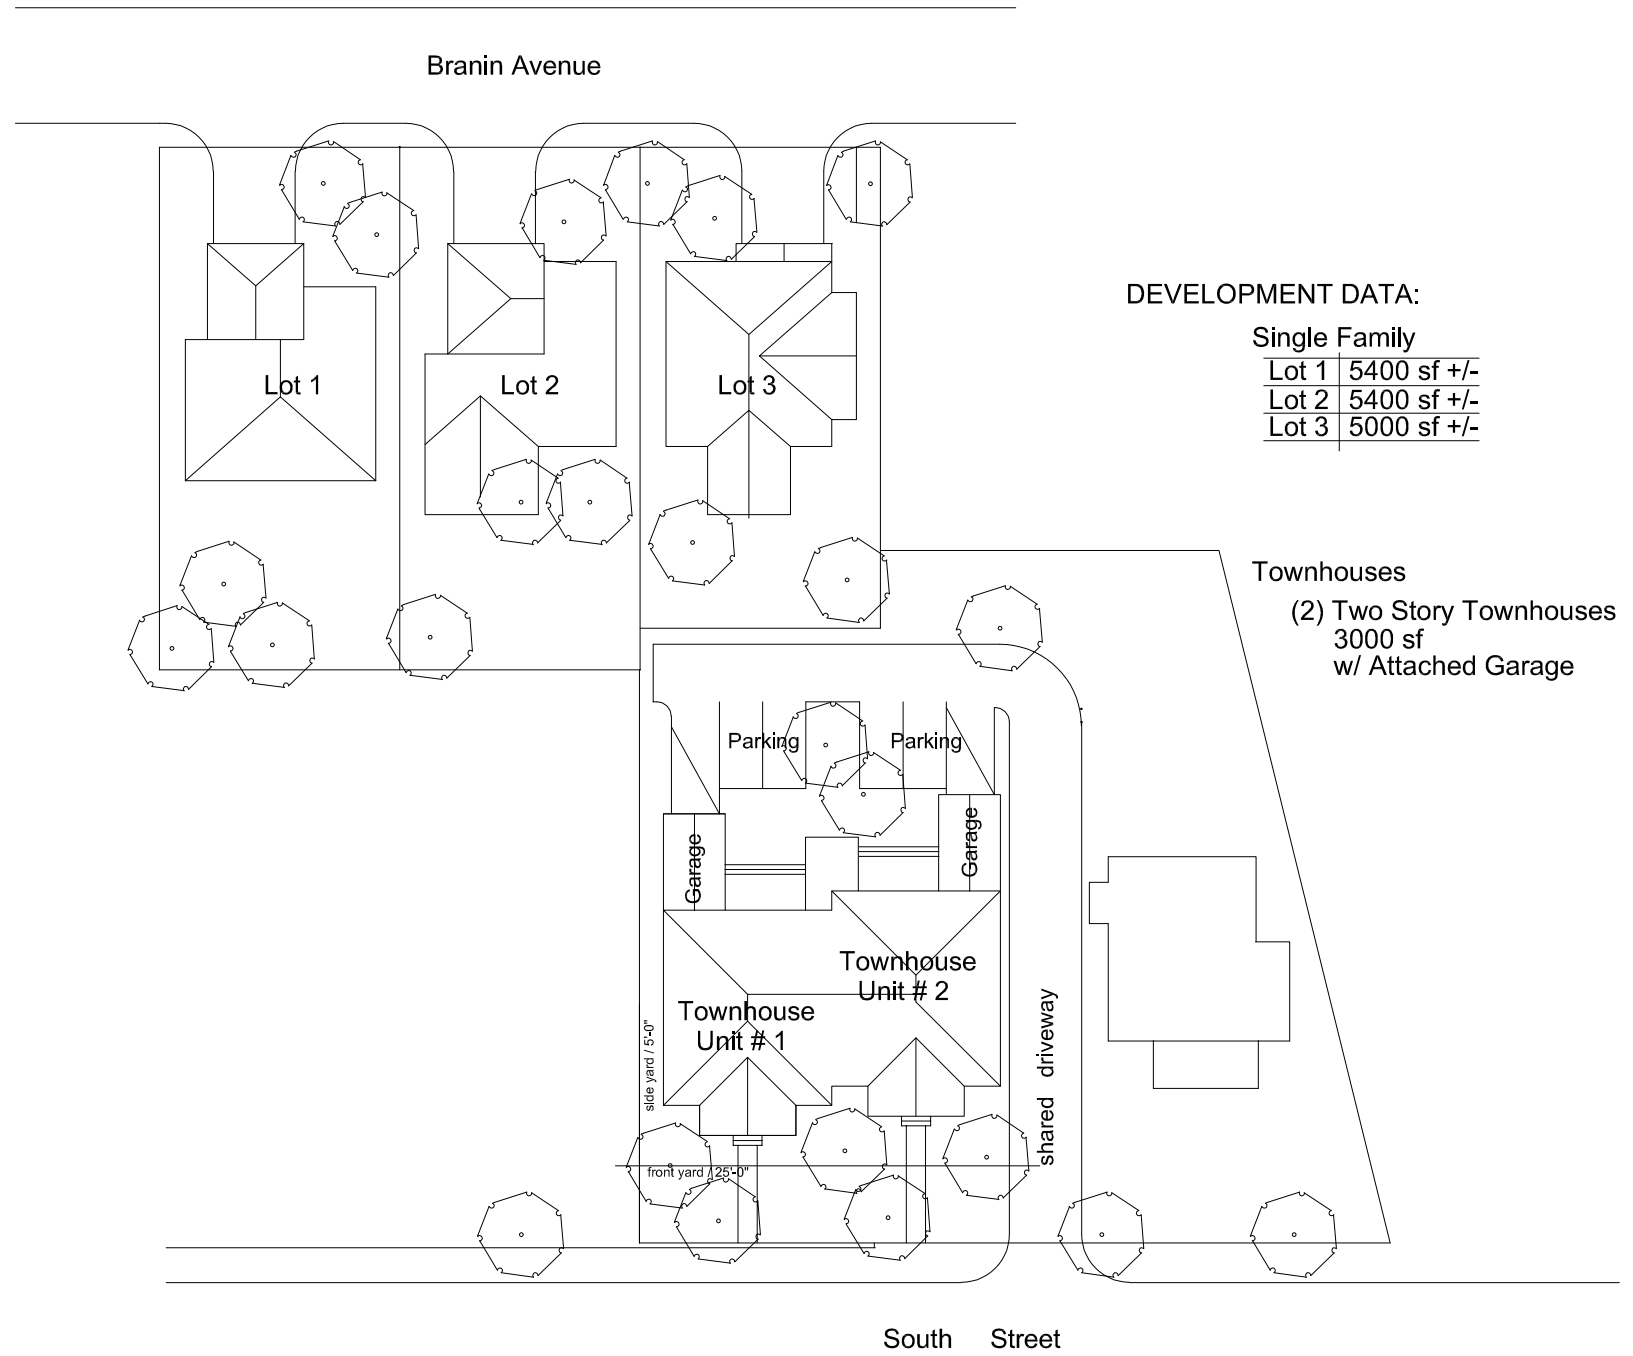 Branin Avenue
DEVELOPMENT DATA:
Single Family
Lot 1 5400 sf +/-
Lot 2 5400 sf +/-
Lot 3 5000 sf +/-
Lot 1
Lot 2
Lot 3
Townhouses
(2) Two Story Townhouses
3000 sf
w/ Attached Garage
Parking
Parking
Garage
Garage
Townhouse
Unit # 2
Townhouse
Unit # 1
side yard / 5'-0"
shared driveway
front yard / 25'-0"
South Street